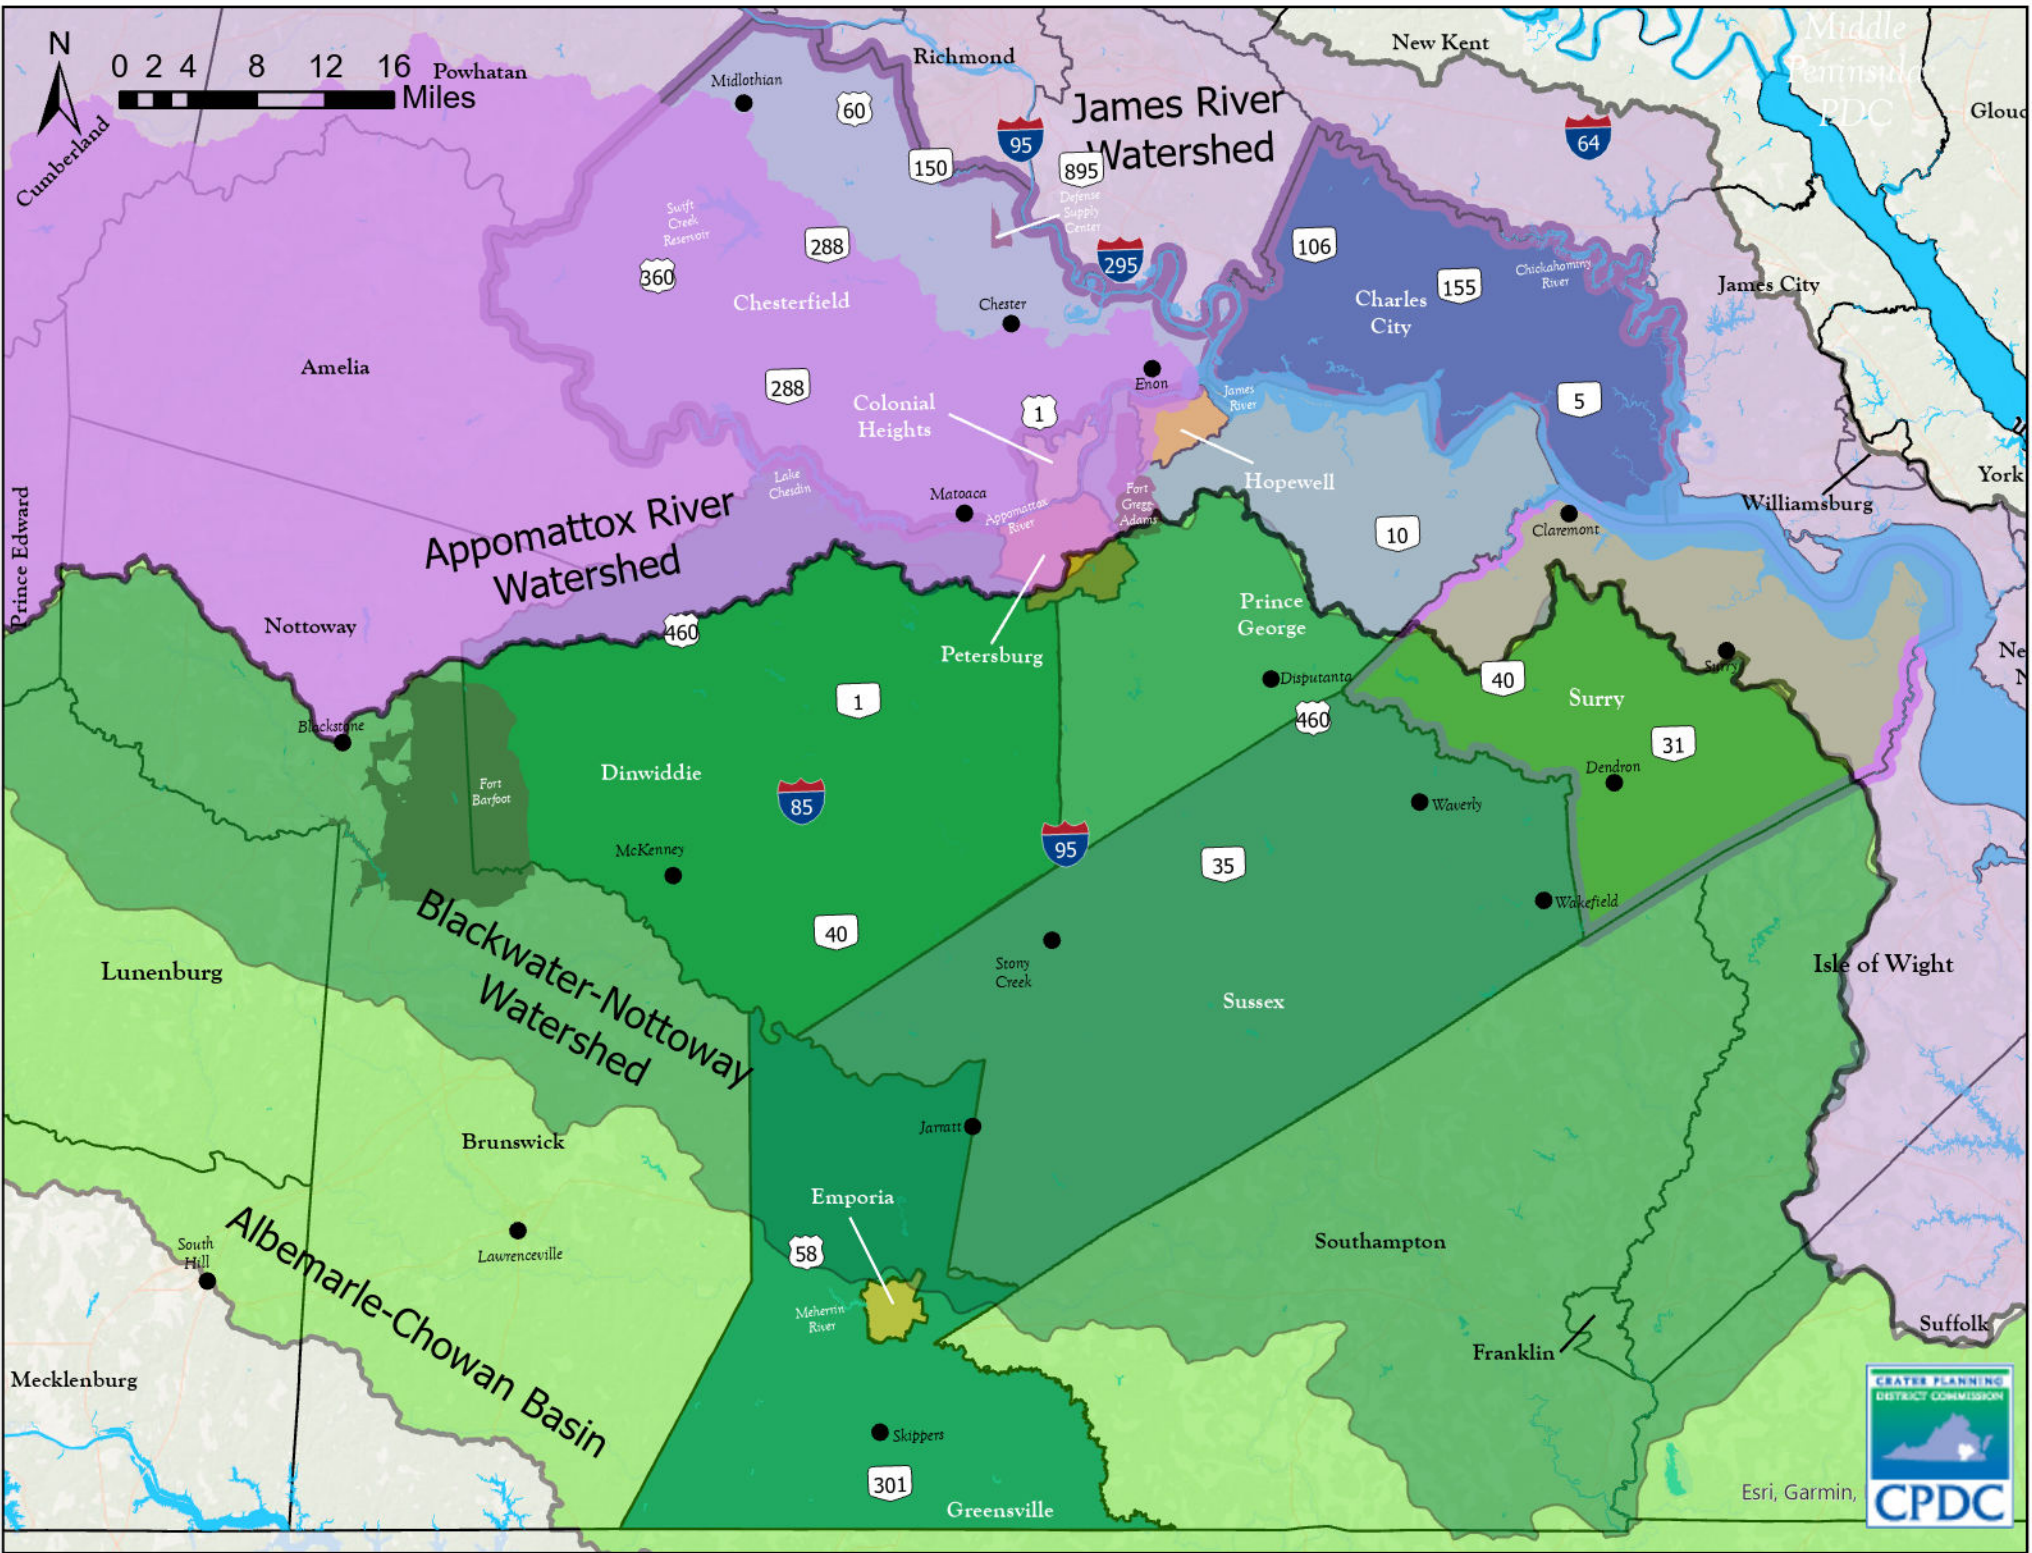 N
0 2 4 8 12 16
Miles
Powhatan
Cumberland
Midlothian
60
Richmond
James River
Watershed
New Kent
Middle
Peninsula
PDC
Glouc
95
64
150
895
Defense
Supply
Center
Swift
Creek
Reservoir
288
360
295
106
155
Chickahominy
River
James City
Chesterfield
Chester
Charles
City
Amelia
288
Enon
James
River
5
Colonial
Heights
1
Hopewell
Lake
Chesdin
Matoaca
Appomattox
River
Fort
Gregg
Adams
York
Williamsburg
Claremont
10
Prince Edward
Appomattox River
Watershed
Nottoway
460
Petersburg
Prince
George
Disputanta
460
40
Surry
Surry
31
Ne
N
Blackstone
1
Fort
Barfoot
Dinwiddie
85
95
Dendron
Waverly
McKenney
35
Wakefield
40
Stony
Creek
Sussex
Isle of Wight
Blackwater-Nottoway
Watershed
Lunenburg
Jarratt
Brunswick
Emporia
58
Southampton
Albemarle-Chowan Basin
South
Hill
Lawrenceville
Meherrin
River
Suffolk
Franklin
Mecklenburg
Skippers
301
Greensville
Esri, Garmin,
CRATER PLANNING
DISTRICT COMMISSION
CPDC